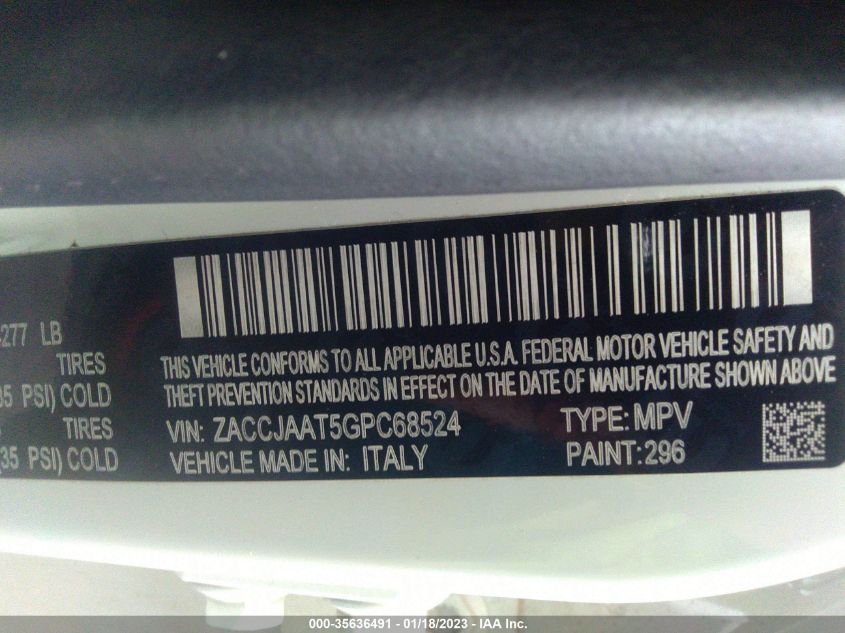 277 LB
TIRES
35 PSI) COLD
TIRES
(35 PSI) COLD
THIS VEHICLE CONFORMS TO ALL APPLICABLE U.S.A. FEDERAL MOTOR VEHICLE SAFETY AND
THEFT PREVENTION STANDARDS IN EFFECT ON THE DATE OF MANUFACTURE SHOWN ABOVE
VIN: ZACCJAAT5GPC68524 TYPE: MPV
VEHICLE MADE IN: ITALY PAINT: 296
000-35636491 - 01/18/2023 - IAA Inc.